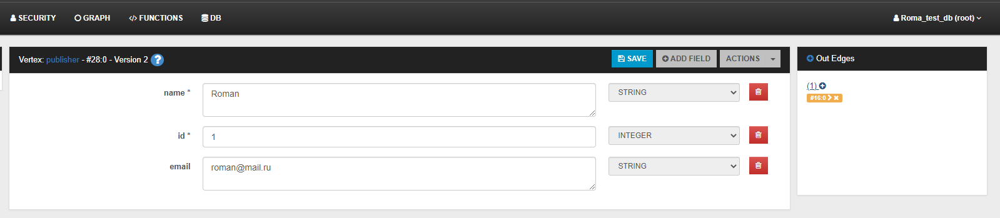 SECURITY GRAPH FUNCTIONS DB Roma_test_db (root)
Vertex: publisher - #28:0 - Version 2 ? SAVE ADD FIELD ACTIONS
Out Edges
name * Roman STRING
id * 1 INTEGER
email roman@mail.ru STRING
(1)
#16:0